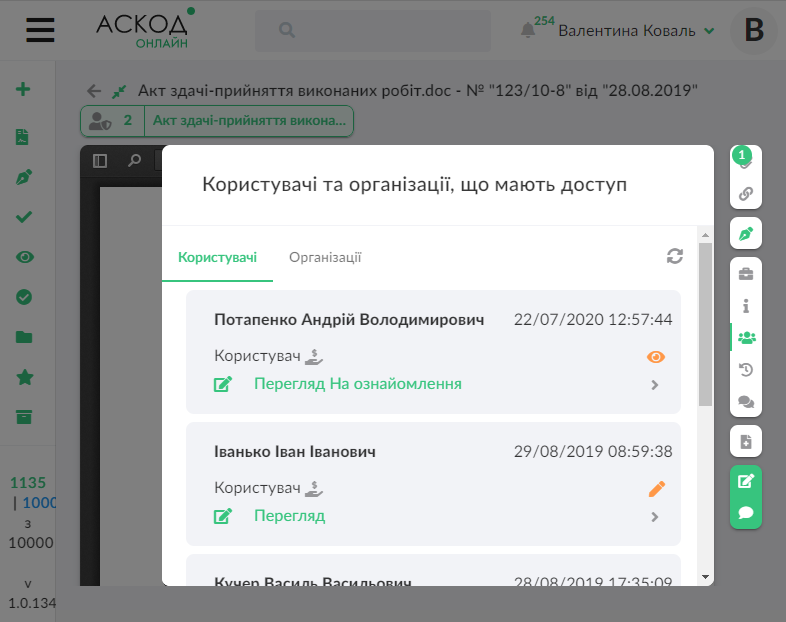 АСКОД
ОНЛАЙН
254
Валентина Коваль
В
Акт здачі-прийняття виконаних робіт.doc - № "123/10-8" від "28.08.2019"
2
Акт здачі-прийняття викона...
1
Користувачі та організації, що мають доступ
Користувачі
Організації
Потапенко Андрій Володимирович
22/07/2020 12:57:44
Користувач
Перегляд На ознайомлення
Іванько Іван Іванович
29/08/2019 08:59:38
Користувач
Перегляд
Кучер Василь Васильович
28/08/2019 17:35:09
1135
| 1000
з
10000
v
1.0.134